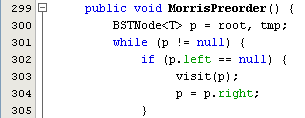 299 public void MorrisPreorder() {
300 BSTNode<T> p = root, tmp;
301 while (p != null) {
302 if (p.left == null) {
303 visit(p);
304 p = p.right;
305 }